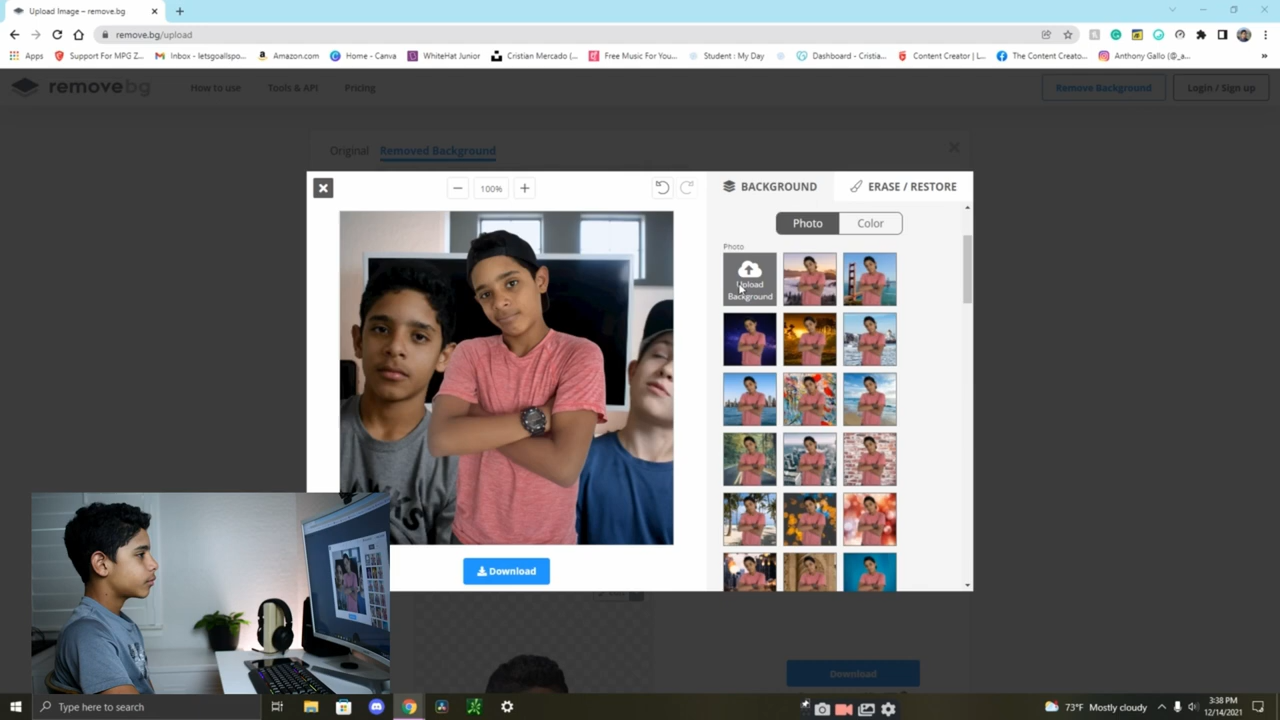 Upload Image – remove.bg
remove.bg/upload
Apps
Support For MPG Z...
Inbox - letsgoallspo...
Amazon.com
Home - Canva
WhiteHat Junior
Cristian Mercado (...
Free Music For You...
Student : My Day
Dashboard - Cristia...
Content Creator | L...
The Content Creato...
Anthony Gallo (@_a...
»
removebg
How to use
Tools & API
Pricing
Remove Background
Login / Sign up
Original
Removed Background
100%
BACKGROUND
ERASE / RESTORE
Photo
Color
Photo
Upload
Background
Download
Download
Type here to search
73°F Mostly cloudy
3:38 PM
12/14/2021